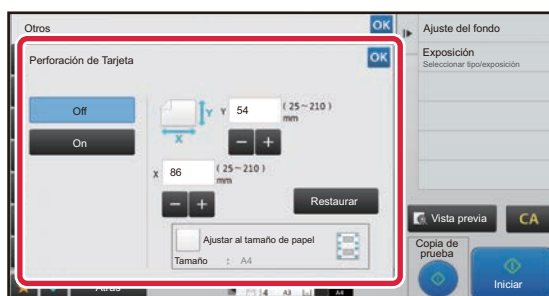 Otros
OK
Ajuste del fondo
Exposición
Seleccionar tipo/exposición
Perforación de Tarjeta
OK
Off
On
Y
X
Y 54 (25~210)
mm
X 86 (25~210)
mm
Restaurar
Ajustar al tamaño de papel
Tamaño : A4
Vista previa
CA
Copia de
prueba
Iniciar
Atrás
A4